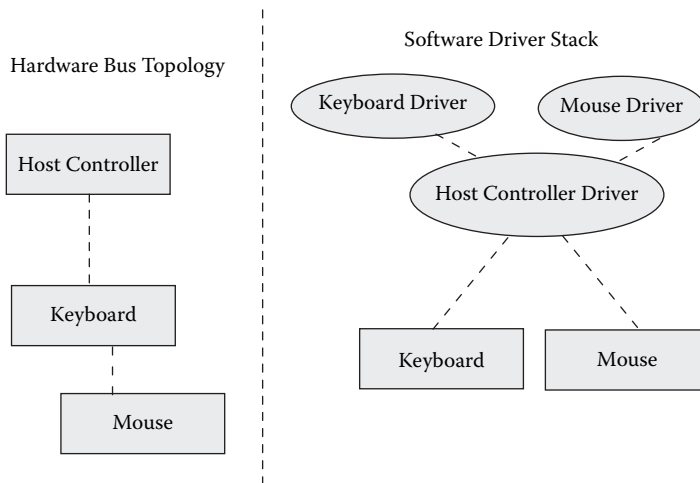 Hardware Bus Topology
Host Controller
Keyboard
Mouse
Software Driver Stack
Keyboard Driver
Mouse Driver
Host Controller Driver
Keyboard
Mouse